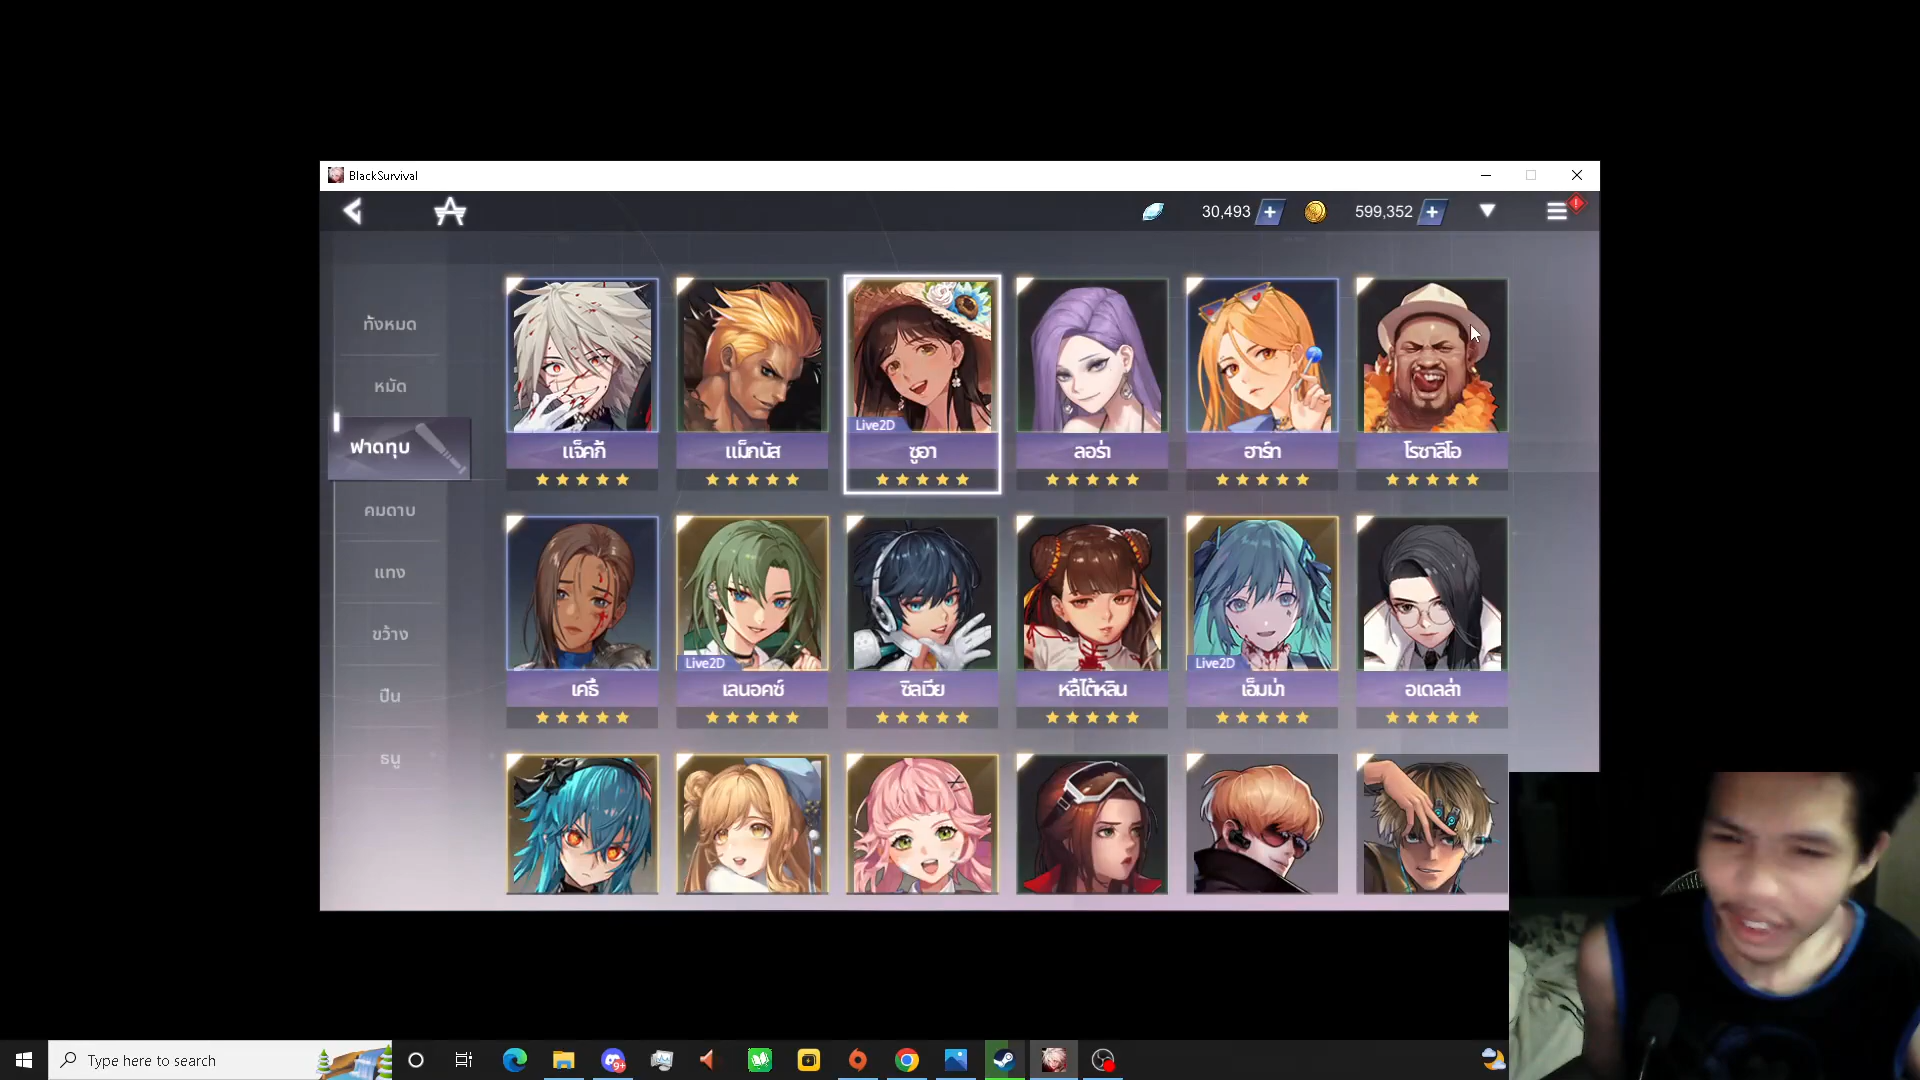 BlackSurvival
30,493
599,352
ทั้งหมด
หมัด
ฟาดทุบ
คมดาบ
แทง
ขว้าง
ปืน
ธนู
แจ็คกี้
แม็กนัส
Live2D
ซูอา
ลอร่า
ฮาร์ท
โรซาลิโอ
เคธี่
Live2D
เลนอคซ์
ซิลเวีย
หลี่ไต้หลิน
Live2D
เอ็มม่า
อเดลล่า
Type here to search
9+